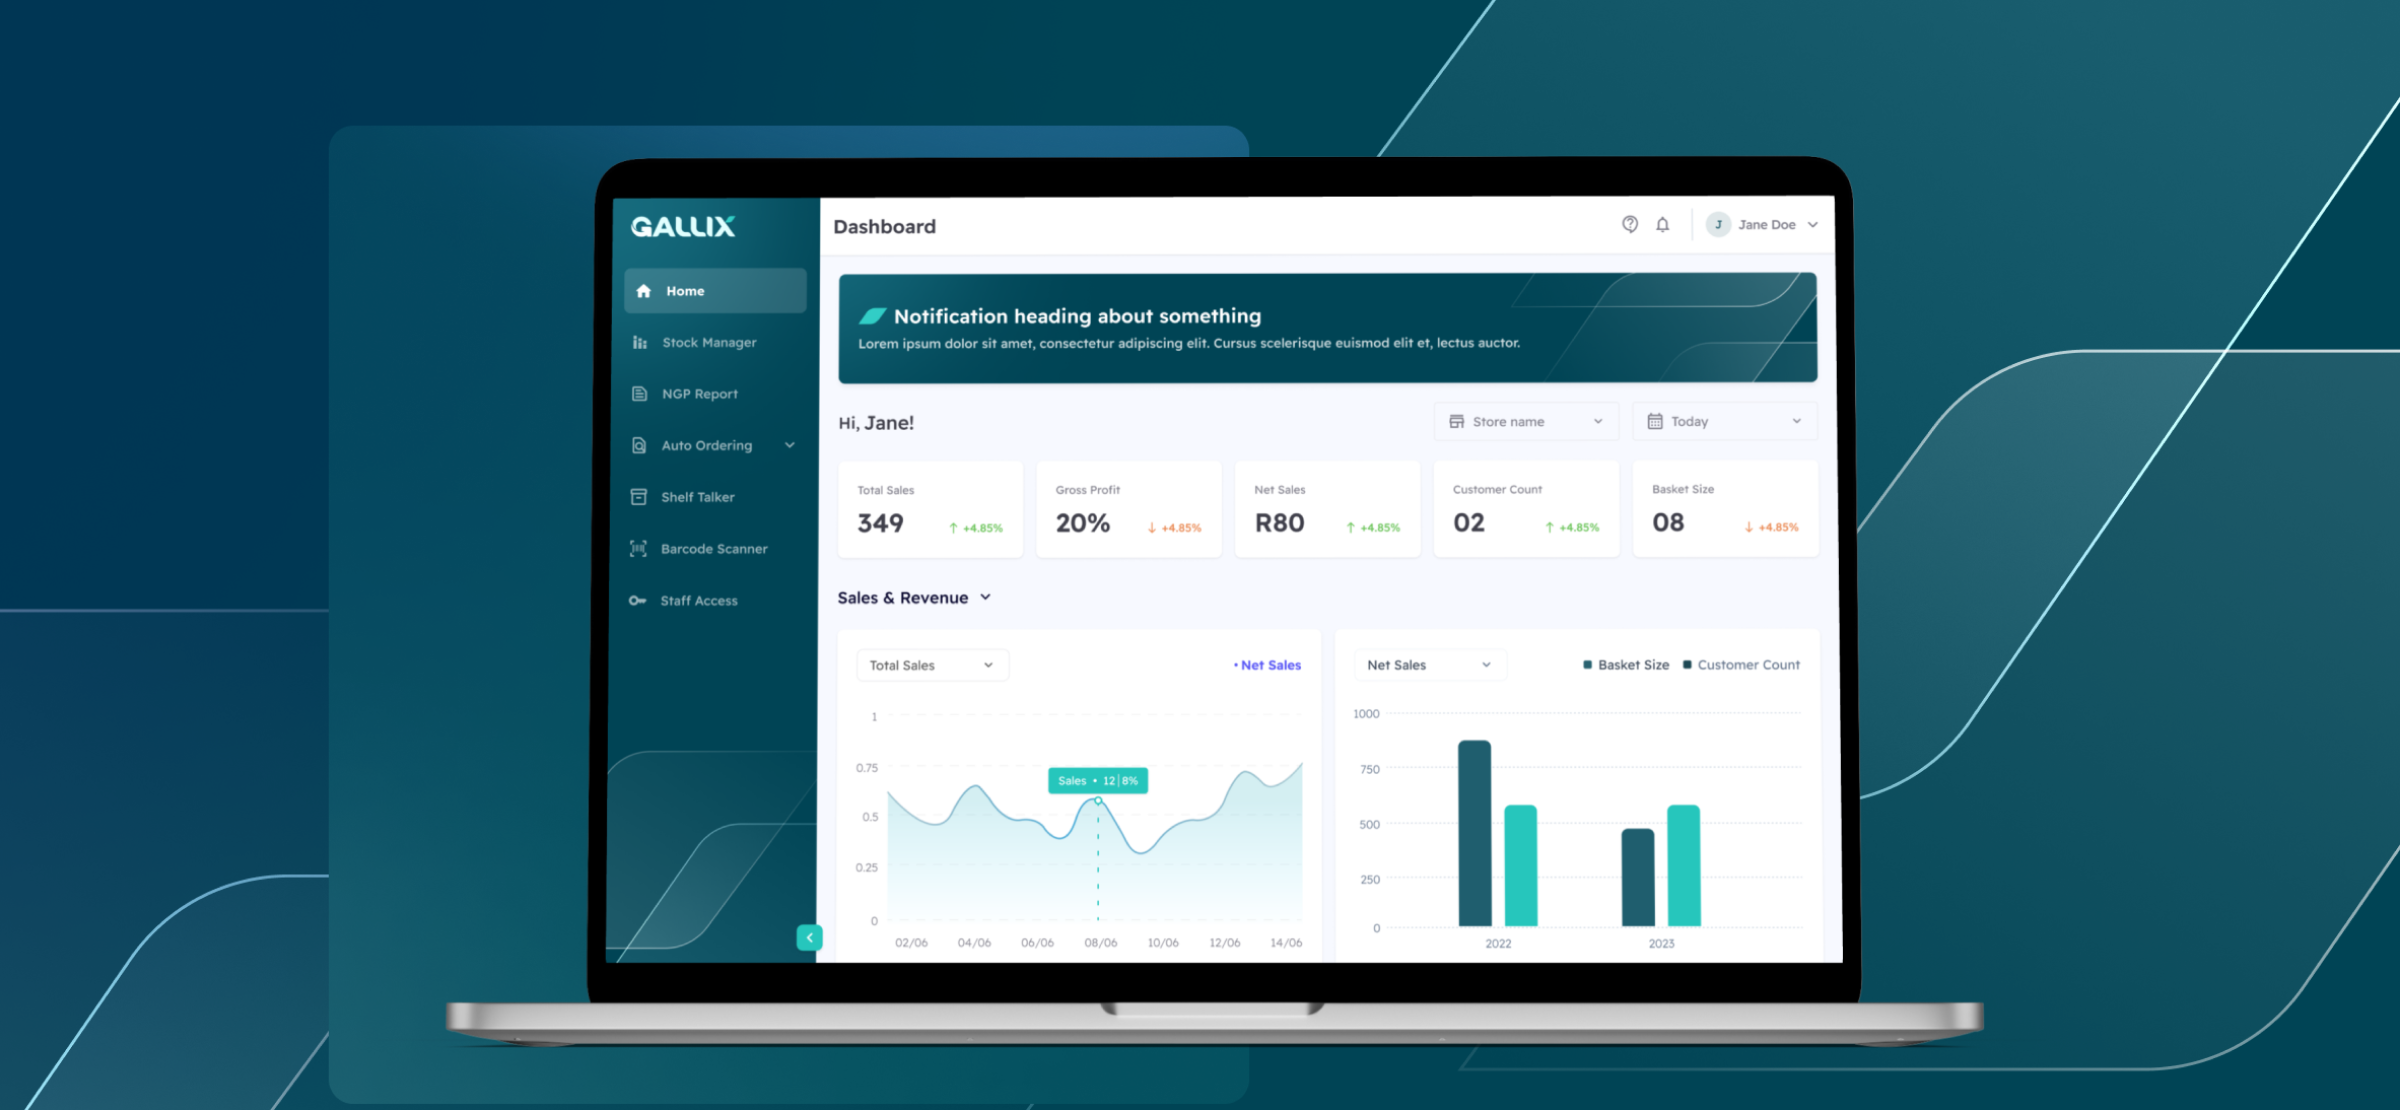 GALLIX
Dashboard
J Jane Doe
Home
Stock Manager
NGP Report
Auto Ordering
Shelf Talker
Barcode Scanner
Staff Access
Notification heading about something
Lorem ipsum dolor sit amet, consectetur adipiscing elit. Cursus scelerisque euismod elit et, lectus auctor.
Hi, Jane!
Store name
Today
Total Sales
349 ↑ +4.85%
Gross Profit
20% ↓ +4.85%
Net Sales
R80 ↑ +4.85%
Customer Count
02 ↑ +4.85%
Basket Size
08 ↓ +4.85%
Sales & Revenue
Total Sales
• Net Sales
1
0.75
0.5
0.25
0
Sales • 12|8%
02/06 04/06 06/06 08/06 10/06 12/06 14/06
Net Sales
Basket Size Customer Count
1000
750
500
250
0
2022 2023